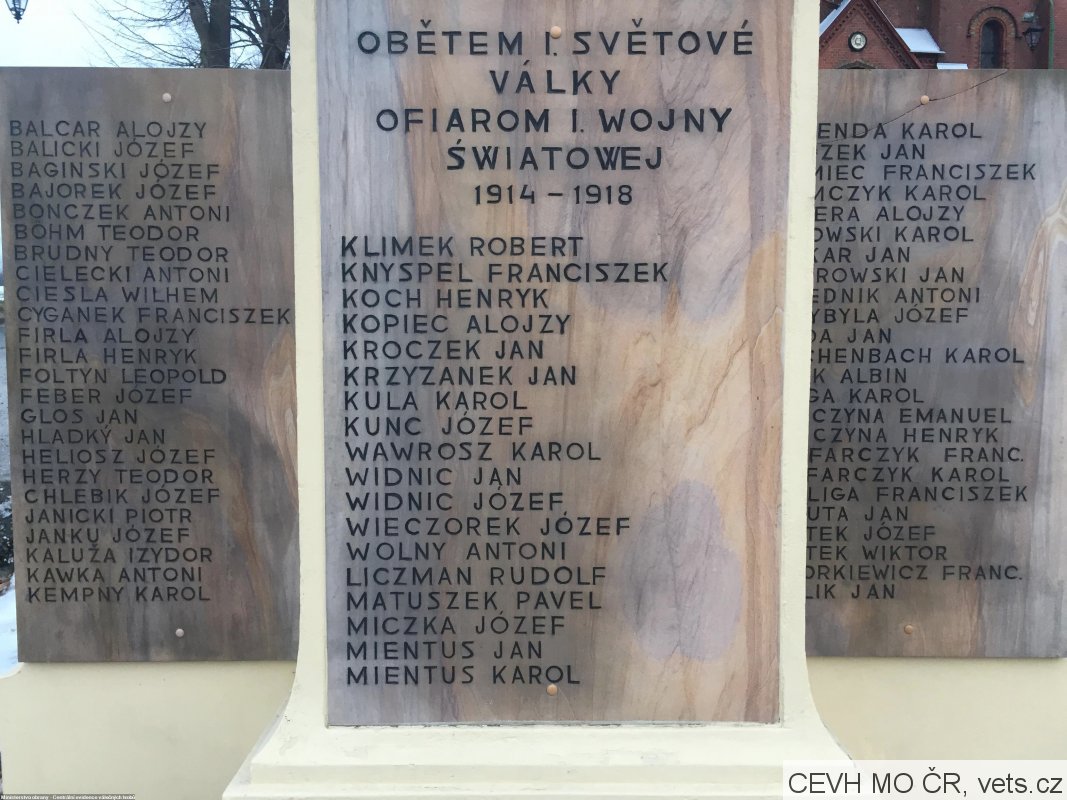 BALCAR ALOJZY
BALICKI JÓZEF
BAGINSKI JÓZEF
BAJOREK JÓZEF
BONCZEK ANTONI
BÖHM TEODOR
BRUDNY TEODOR
CIELECKI ANTONI
CIESLA WILHEM
CYGANEK FRANCISZEK
FIRLA ALOJZY
FIRLA HENRYK
FOLTYN LEOPOLD
FEBER JÓZEF
GLOS JAN
HLADKÝ JAN
HELIOSZ JÓZEF
HERZY TEODOR
CHLEBIK JÓZEF
JANICKI PIOTR
JANKU JÓZEF
KALUŽA IZYDOR
KAWKA ANTONI
KEMPNY KAROL
OBĚTEM I. SVĚTOVÉ
VÁLKY
OFIAROM I. WOJNY
ŚWIATOWEJ
1914 – 1918
KLIMEK ROBERT
KNYSPEL FRANCISZEK
KOCH HENRYK
KOPIEC ALOJZY
KROCZEK JAN
KRZYZANEK JAN
KULA KAROL
KUNC JÓZEF
WAWROSZ KAROL
WIDNIC JAN
WIDNIC JÓZEF
WIECZOREK JÓZEF
WOLNY ANTONI
LICZMAN RUDOLF
MATUSZEK PAVEL
MICZKA JÓZEF
MIENTUS JAN
MIENTUS KAROL
ENDA KAROL
ZEK JAN
MIEC FRANCISZEK
MCZYK KAROL
ERA ALOJZY
OWSKI KAROL
KAR JAN
ROWSKI JAN
EDNIK ANTONI
YBYLA JÓZEF
DA JAN
CHENBACH KAROL
K ALBIN
GA KAROL
CZYNA EMANUEL
CZYNA HENRYK
FARCZYK FRANC.
FARCZYK KAROL
LIGA FRANCISZEK
UTA JAN
TEK JÓZEF
TEK WIKTOR
ORKIEWICZ FRANC.
LIK JAN
CEVH MO ČR, vets.cz
Ministerstvo obrany - Centrální evidence válečných hrobů